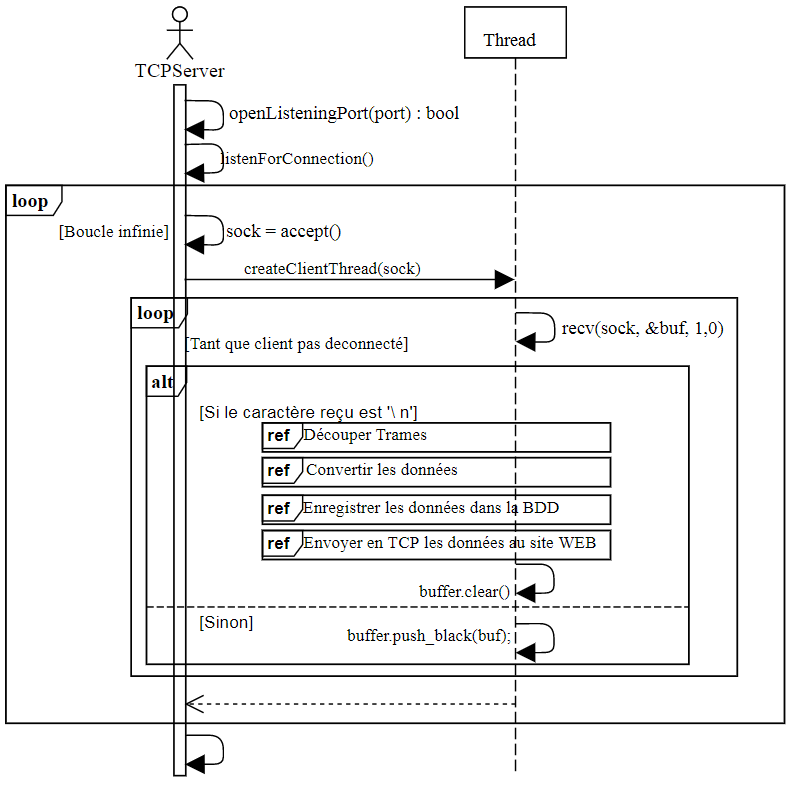 Thread
TCPServer
openListeningPort(port) : bool
listenForConnection()
loop
[Boucle infinie]
sock = accept()
createClientThread(sock)
loop
recv(sock, &buf, 1,0)
[Tant que client pas deconnecté]
alt
[Si le caractère reçu est '\ n']
ref Découper Trames
ref Convertir les données
ref Enregistrer les données dans la BDD
ref Envoyer en TCP les données au site WEB
buffer.clear()
[Sinon]
buffer.push_black(buf);